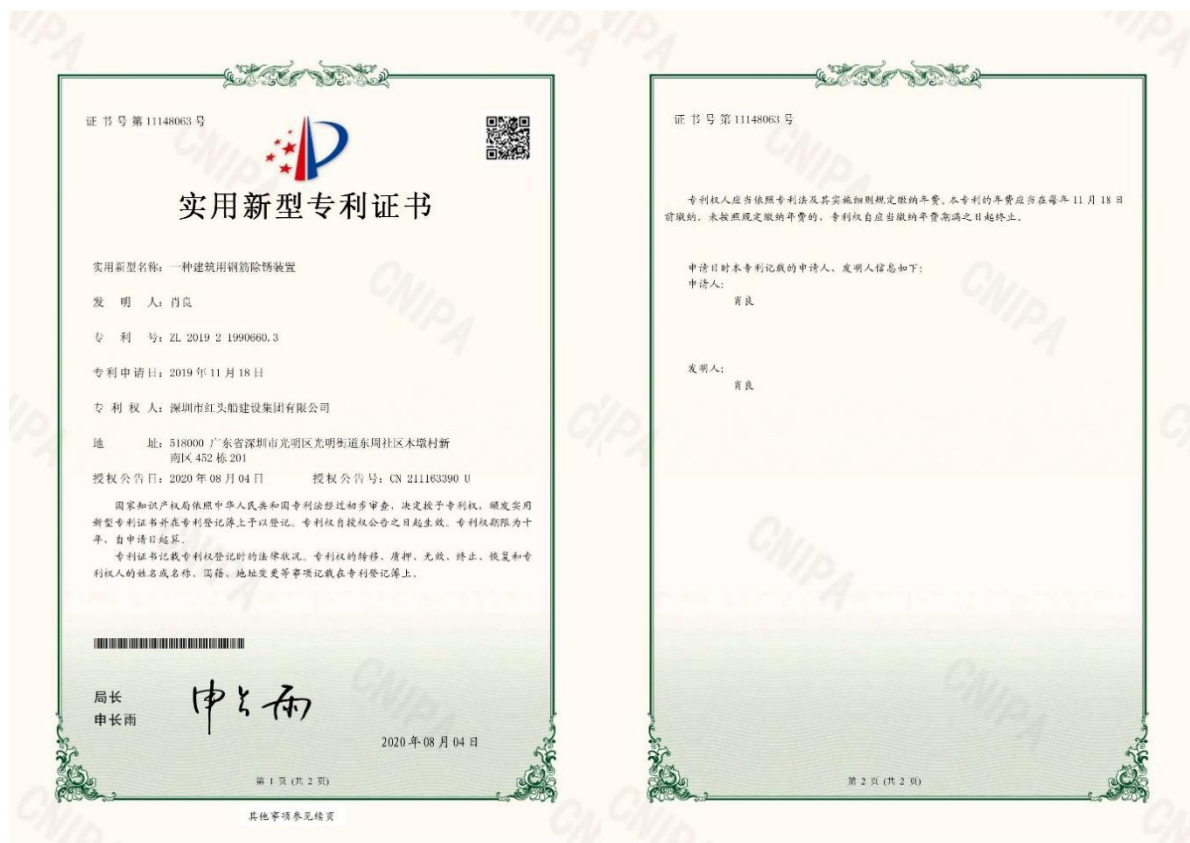 证书号第11148063号
实用新型专利证书
实用新型名称：一种建筑用钢筋除锈装置
发 明 人：肖良
专 利 号：ZL 2019 2 1990660.3
专利申请日：2019年11月18日
专 利 权 人：深圳市红头船建设集团有限公司
地 址：518000 广东省深圳市光明区光明街道东周社区木墩村新
南区452栋201
授权公告日：2020年08月04日 授权公告号：CN 211163390 U
国家知识产权局依照中华人民共和国专利法经过初步审查，决定授予专利权，颁发实用
新型专利证书并在专利登记簿上予以登记。专利权自授权公告之日起生效。专利权期限为十
年，自申请日起算。
专利证书记载专利权登记时的法律状况。专利权的转移、质押、无效、终止、恢复和专
利权人的姓名或名称、国籍、地址变更等事项记载在专利登记簿上。
局长
申长雨
申长雨
2020年08月04日
第 1 页 (共 2 页)
其他事项参见续页
证书号第11148063号
专利权人应当依照专利法及其实施细则规定缴纳年费。本专利的年费应当在每年11月18日
前缴纳。未按照规定缴纳年费的，专利权自应当缴纳年费期满之日起终止。
申请日时本专利记载的申请人、发明人信息如下：
申请人：
肖良
发明人：
肖良
第 2 页 (共 2 页)
CNIPA
CNIPA
CNIPA
CNIPA
CNIPA
CNIPA
CNIPA